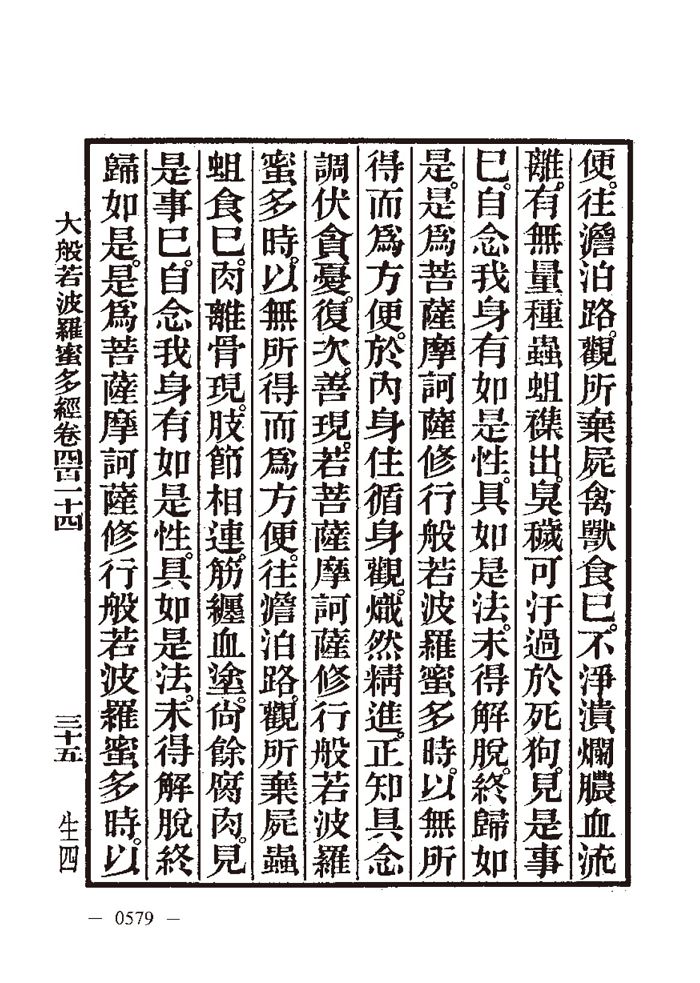 便。往澹泊路。觀所棄屍禽獸食已。不淨潰爛膿血流
離。有無量種蟲蛆襍出。臭穢可汙過於死狗。見是事
已。自念我身有如是性。具如是法。未得解脫。終歸如
是。是爲菩薩摩訶薩修行般若波羅蜜多時。以無所
得而爲方便。於內身住循身觀。熾然精進。正知具念
調伏貪憂。復次。善現。若菩薩摩訶薩修行般若波羅
蜜多時。以無所得而爲方便。往澹泊路。觀所棄屍蟲
蛆食已。肉離骨現。肢節相連。筋纏血塗。尚餘腐肉。見
是事已。自念我身有如是性。具如是法。未得解脫。終
歸如是。是爲菩薩摩訶薩修行般若波羅蜜多時。以
大般若波羅蜜多經卷四百一十四 三十五 生四
— 0579 —